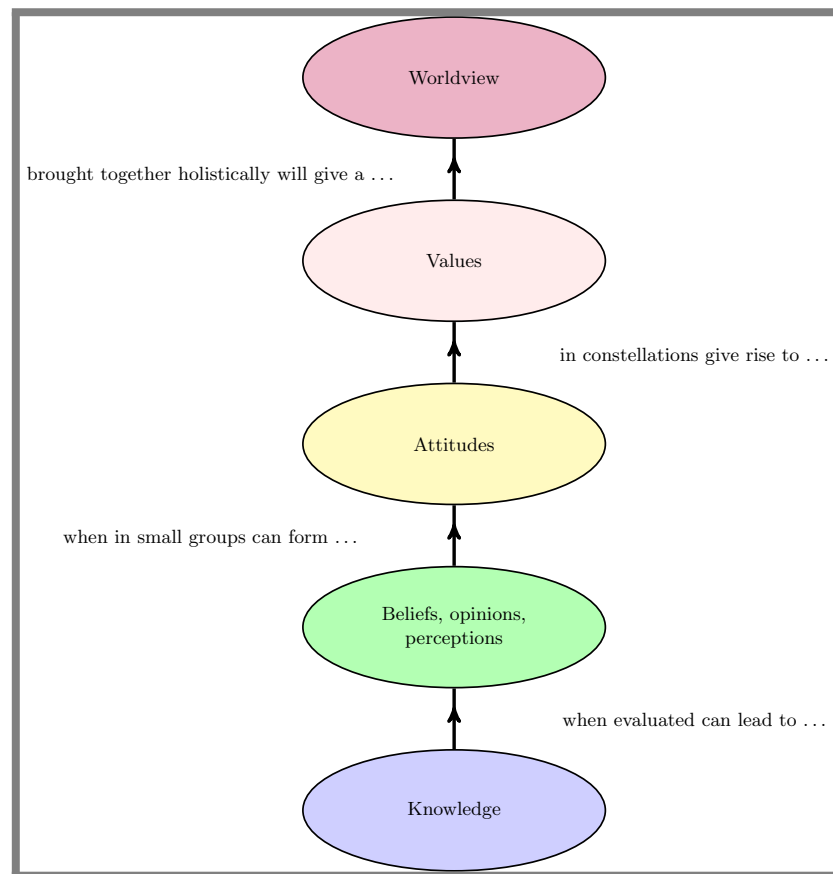 Worldview
brought together holistically will give a ...
Values
in constellations give rise to ...
Attitudes
when in small groups can form ...
Beliefs, opinions,
perceptions
when evaluated can lead to ...
Knowledge